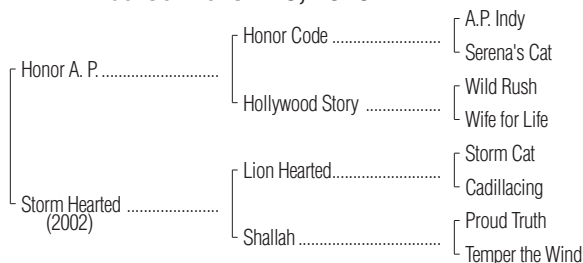 A.P. Indy
Honor Code
Serena's Cat
Honor A. P.
Wild Rush
Hollywood Story
Wife for Life
Storm Cat
Lion Hearted
Cadillacing
Storm Hearted
(2002)
Proud Truth
Shallah
Temper the Wind